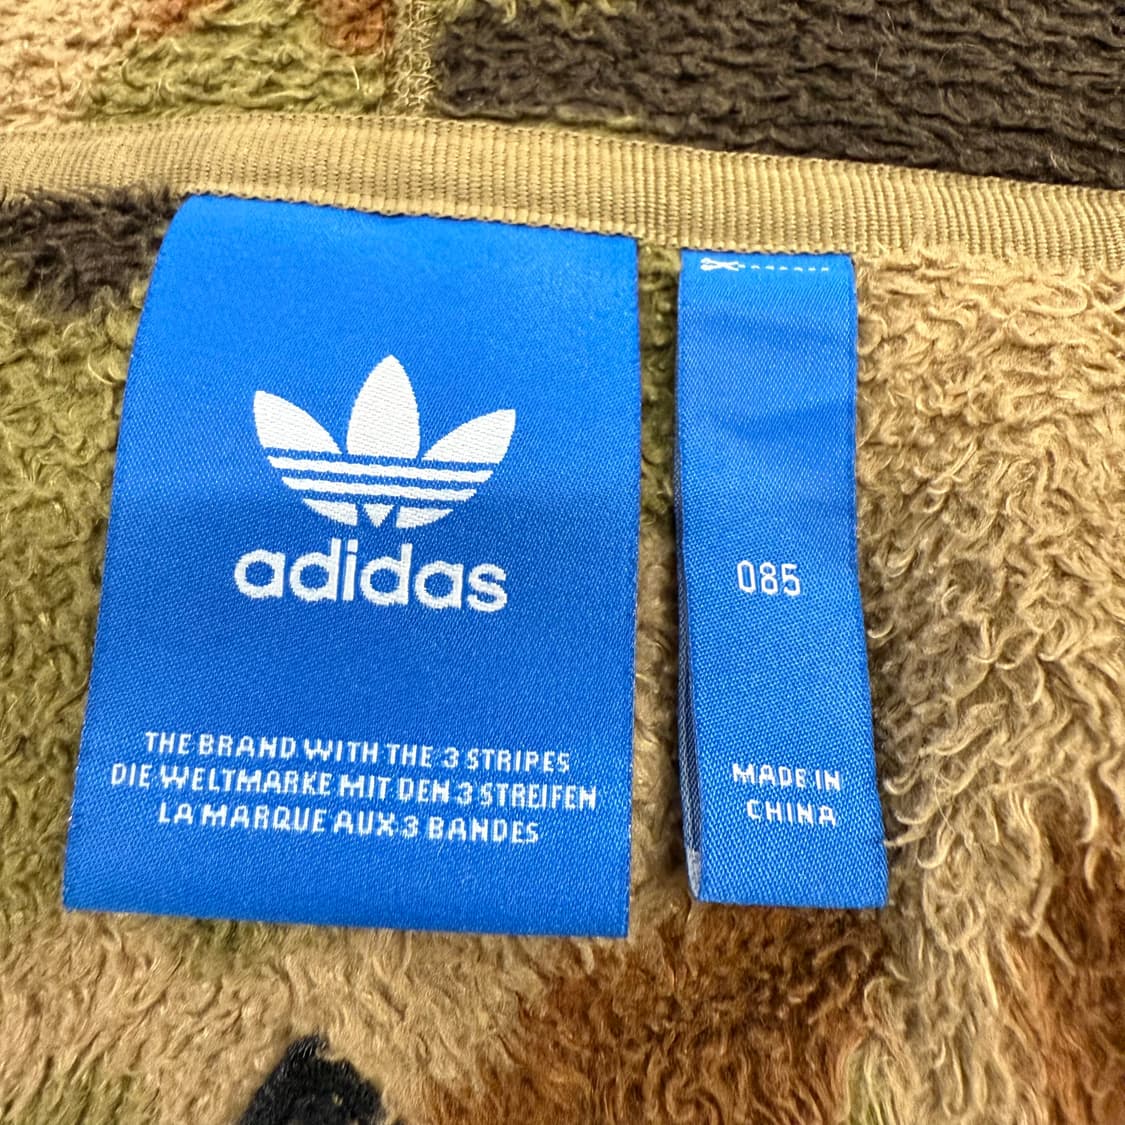 adidas
THE BRAND WITH THE 3 STRIPES
DIE WELTMARKE MIT DEN 3 STREIFEN
LA MARQUE AUX 3 BANDES
085
MADE IN
CHINA